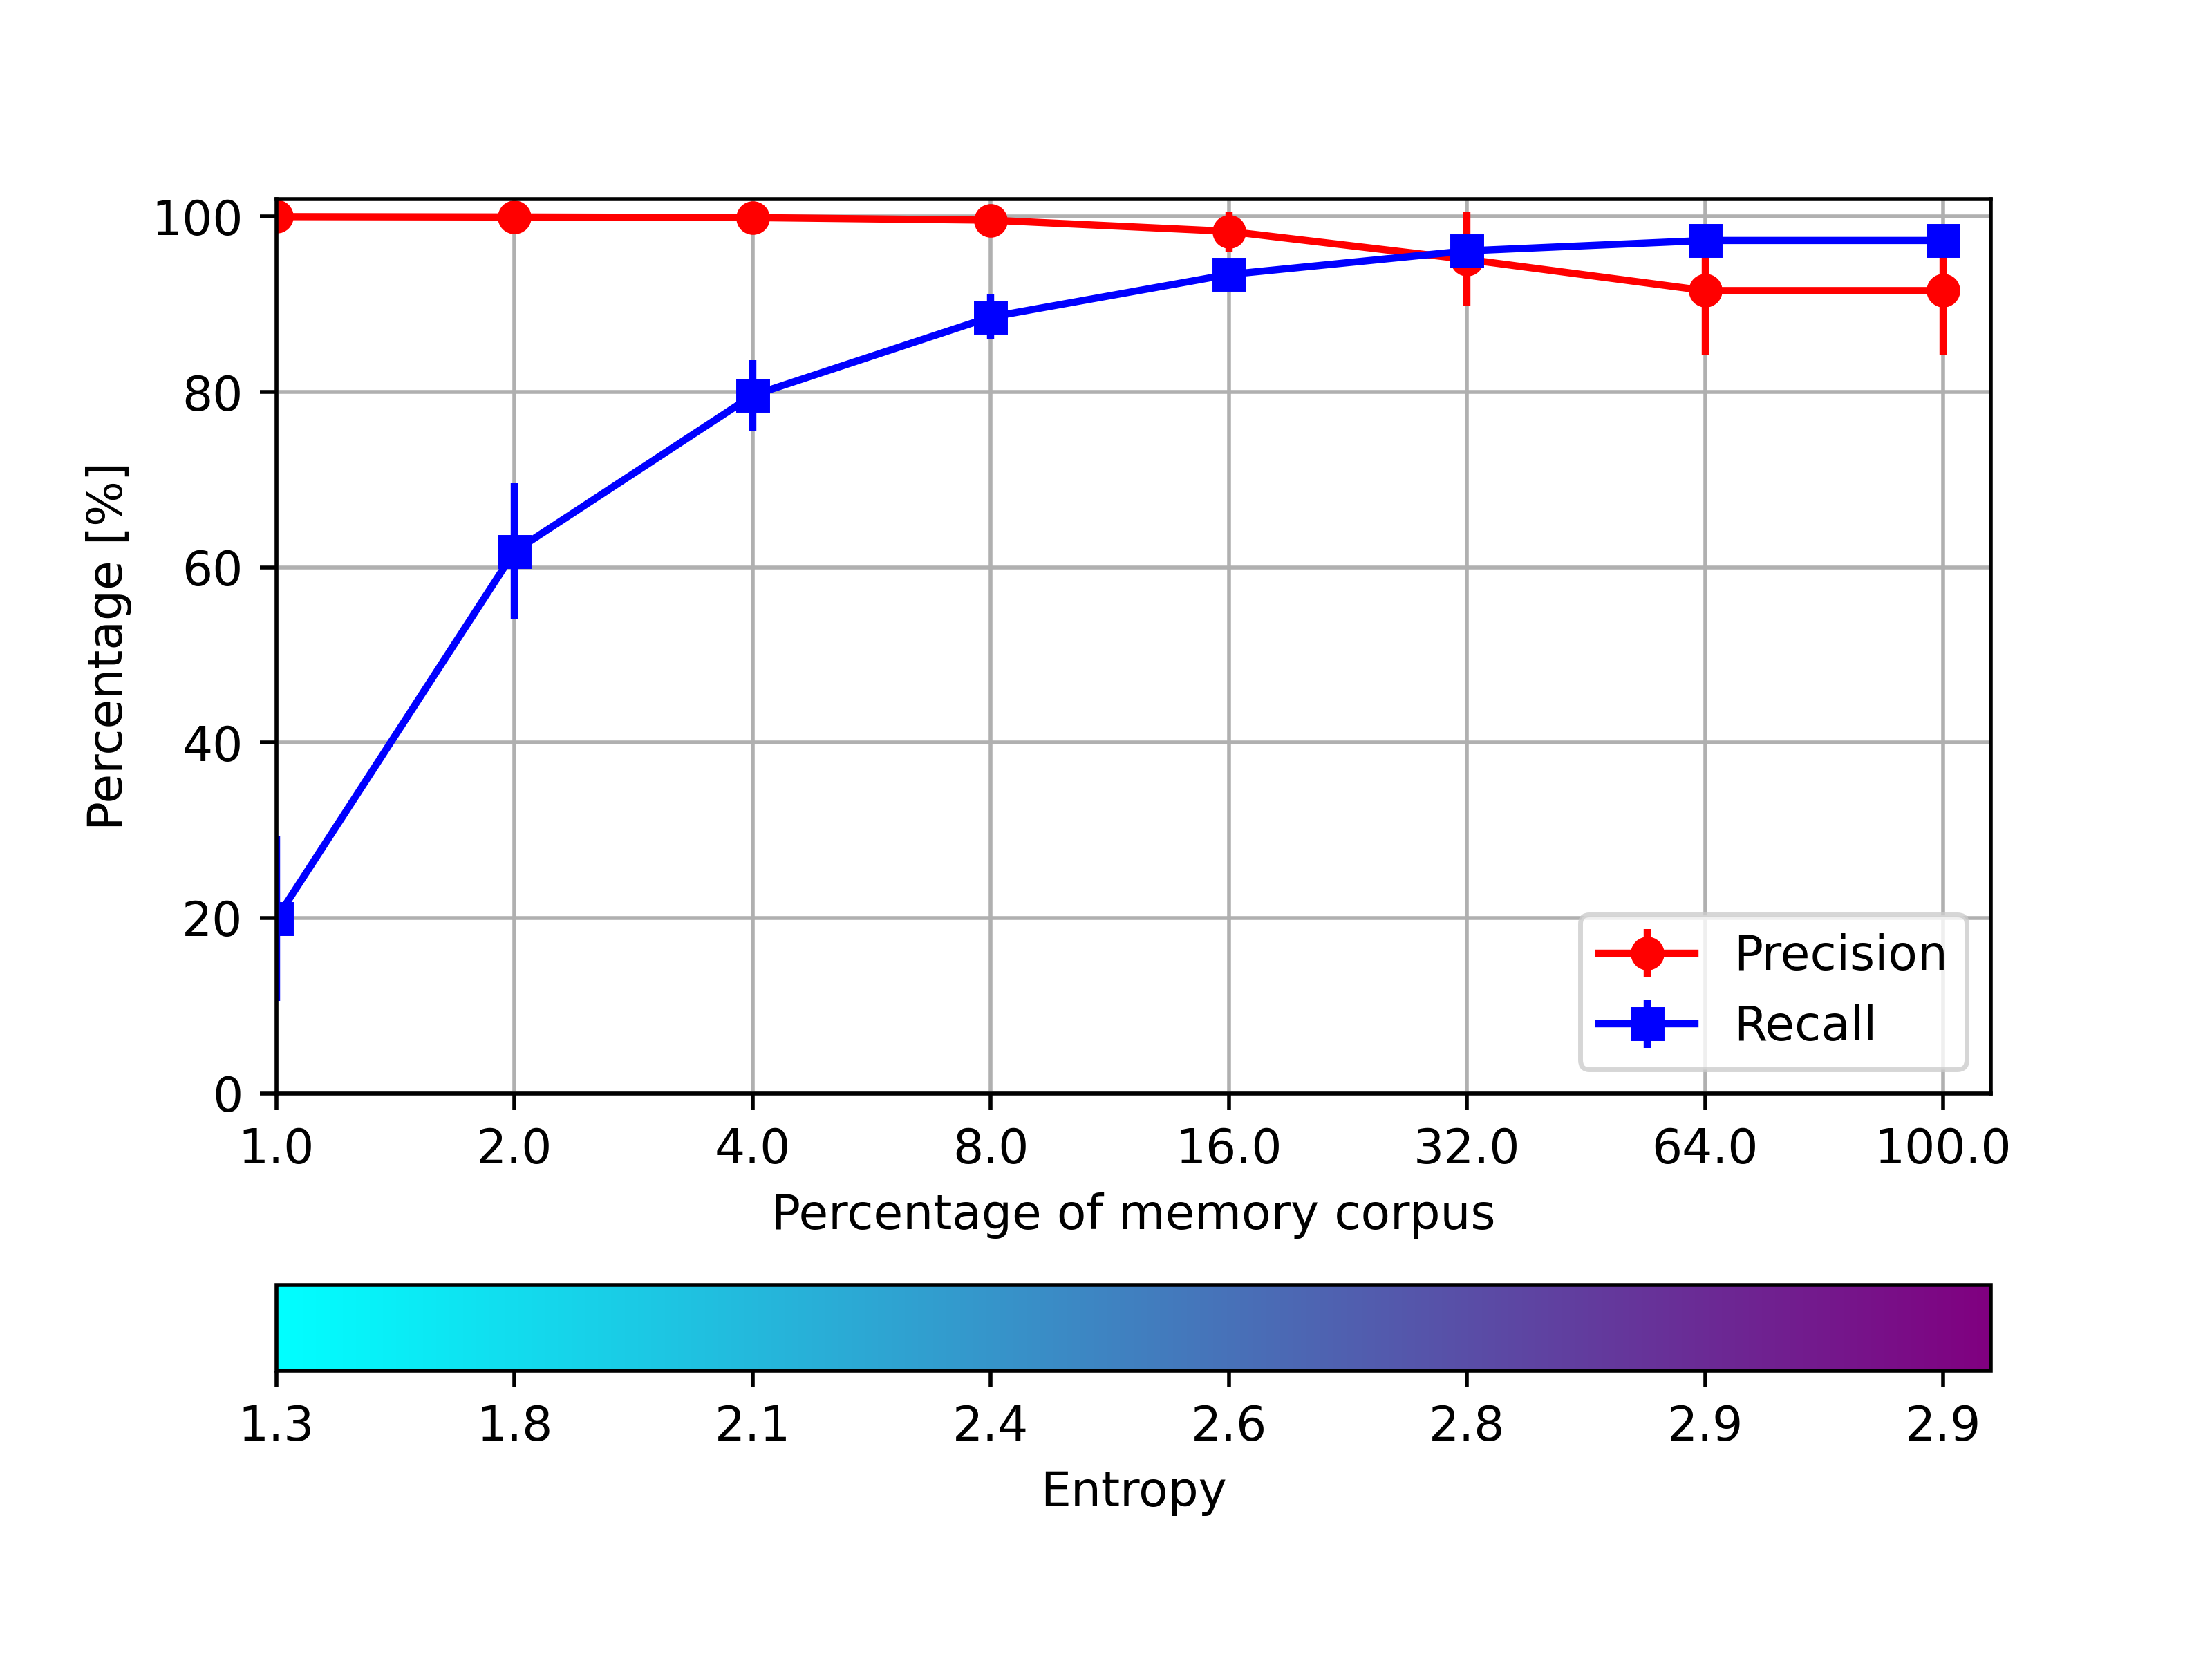 100
80
60
40
20
0
Percentage [%]
Precision
Recall
1.0 2.0 4.0 8.0 16.0 32.0 64.0 100.0
Percentage of memory corpus
1.3 1.8 2.1 2.4 2.6 2.8 2.9 2.9
Entropy